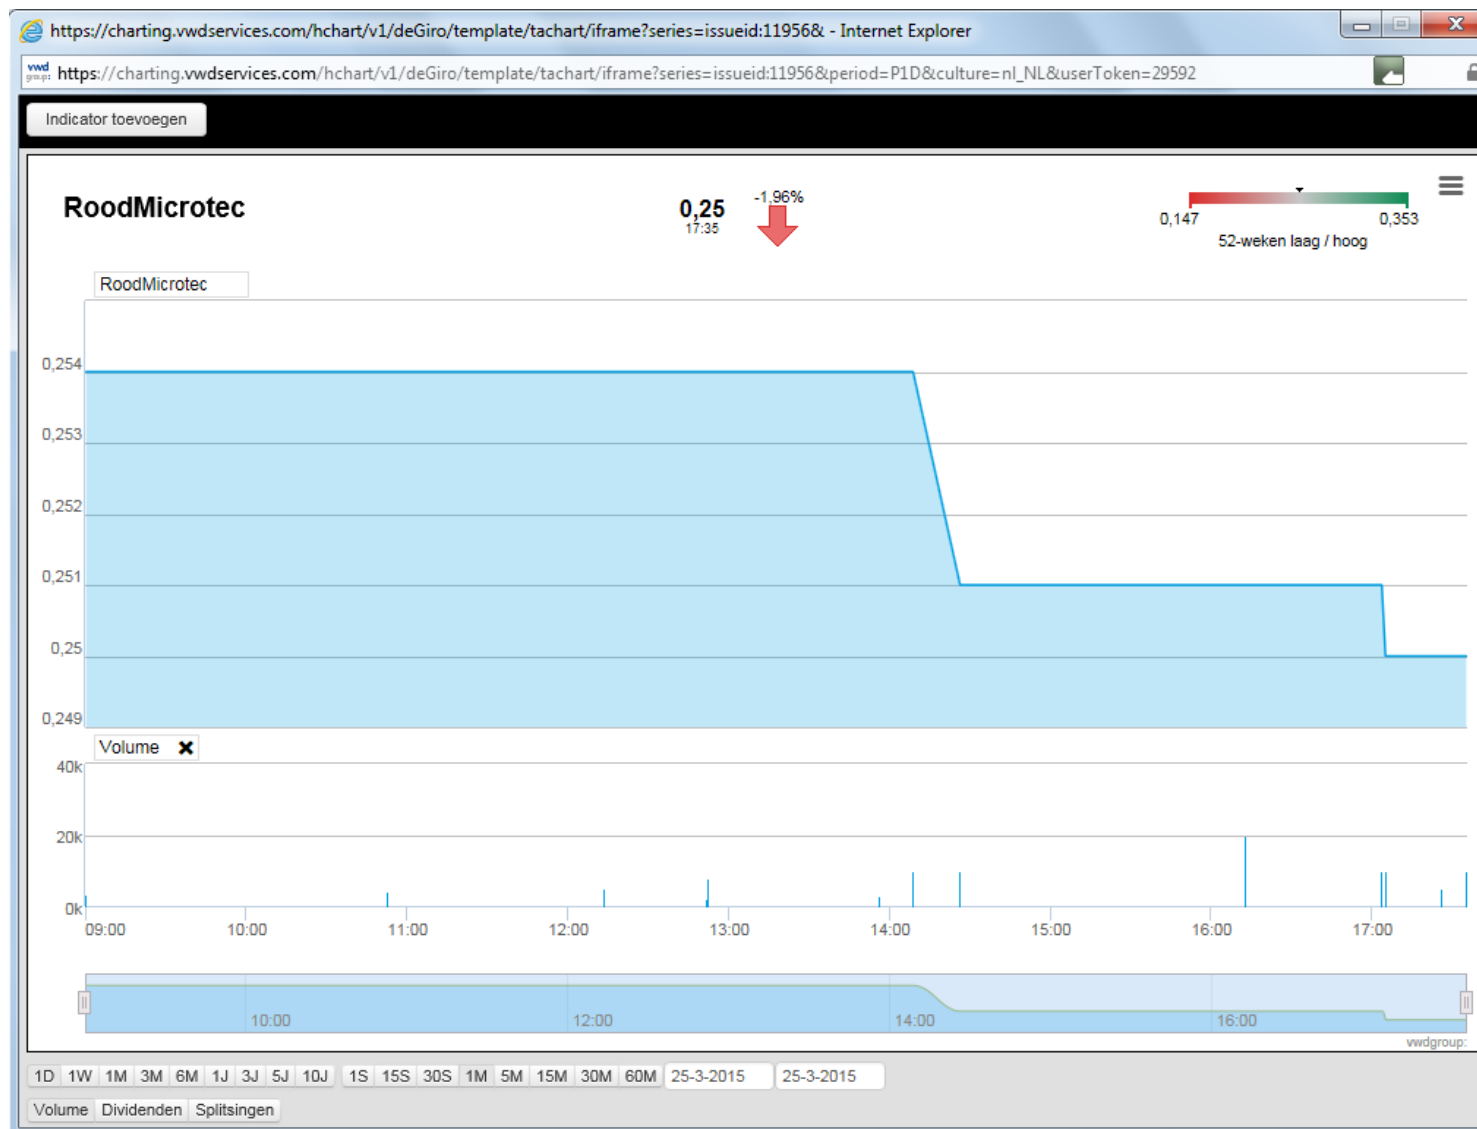 https://charting.vwdservices.com/hchart/v1/deGiro/template/tachart/iframe?series=issueid:11956& - Internet Explorer
vwd group: https://charting.vwdservices.com/hchart/v1/deGiro/template/tachart/iframe?series=issueid:11956&period=P1D&culture=nl_NL&userToken=29592
Indicator toevoegen
RoodMicrotec
0,25
17:35
-1,96%
0,147 0,353
52-weken laag / hoog
RoodMicrotec
0,254
0,253
0,252
0,251
0,25
0,249
Volume
40k
20k
0k
09:00 10:00 11:00 12:00 13:00 14:00 15:00 16:00 17:00
10:00 12:00 14:00 16:00
vwdgroup:
1D 1W 1M 3M 6M 1J 3J 5J 10J 1S 15S 30S 1M 5M 15M 30M 60M 25-3-2015 25-3-2015
Volume Dividenden Splitsingen